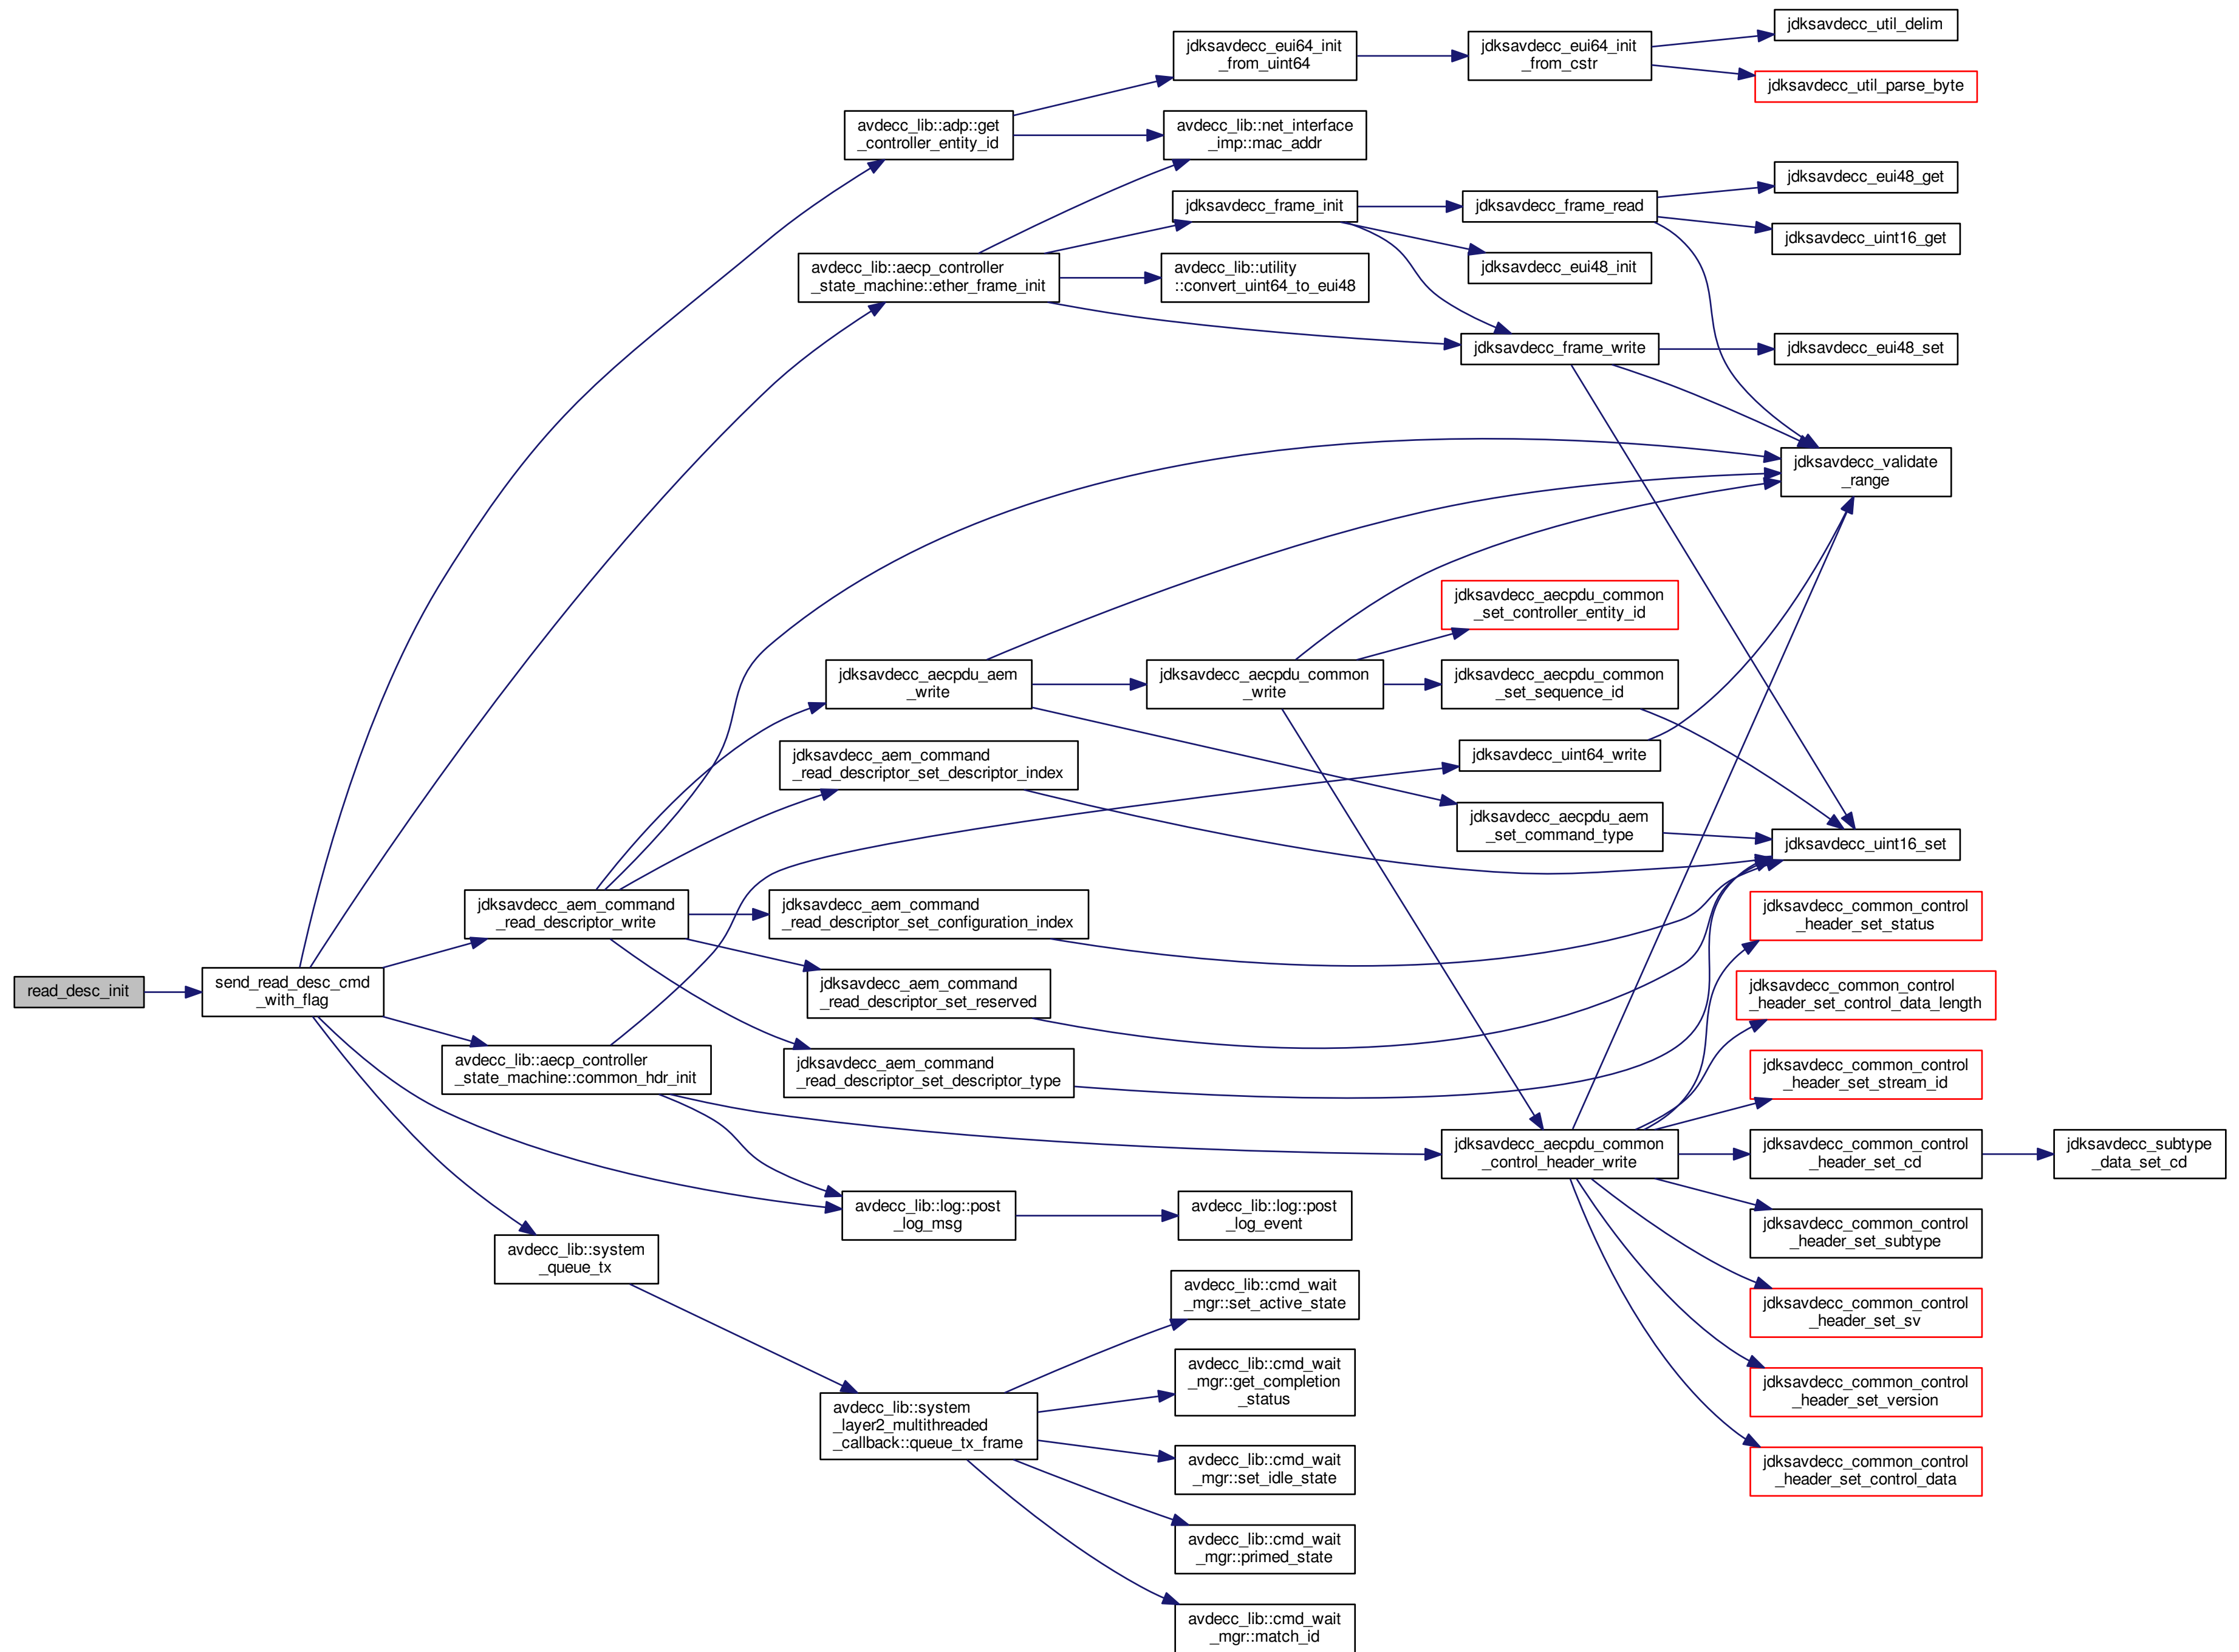 read_desc_init
send_read_desc_cmd
_with_flag
avdecc_lib::adp::get
_controller_entity_id
jdksavdecc_eui64_init
_from_uint64
jdksavdecc_eui64_init
_from_cstr
jdksavdecc_util_delim
jdksavdecc_util_parse_byte
avdecc_lib::net_interface
_imp::mac_addr
avdecc_lib::aecp_controller
_state_machine::ether_frame_init
jdksavdecc_frame_init
jdksavdecc_frame_read
jdksavdecc_eui48_get
jdksavdecc_uint16_get
jdksavdecc_eui48_init
avdecc_lib::utility
::convert_uint64_to_eui48
jdksavdecc_frame_write
jdksavdecc_eui48_set
jdksavdecc_validate
_range
jdksavdecc_aem_command
_read_descriptor_write
jdksavdecc_aecpdu_aem
_write
jdksavdecc_aecpdu_common
_write
jdksavdecc_aecpdu_common
_set_controller_entity_id
jdksavdecc_aecpdu_common
_set_sequence_id
jdksavdecc_uint64_write
jdksavdecc_aecpdu_aem
_set_command_type
jdksavdecc_uint16_set
jdksavdecc_aem_command
_read_descriptor_set_descriptor_index
jdksavdecc_aem_command
_read_descriptor_set_configuration_index
jdksavdecc_aem_command
_read_descriptor_set_reserved
jdksavdecc_aem_command
_read_descriptor_set_descriptor_type
avdecc_lib::aecp_controller
_state_machine::common_hdr_init
jdksavdecc_aecpdu_common
_control_header_write
jdksavdecc_common_control
_header_set_status
jdksavdecc_common_control
_header_set_control_data_length
jdksavdecc_common_control
_header_set_stream_id
jdksavdecc_common_control
_header_set_cd
jdksavdecc_subtype
_data_set_cd
jdksavdecc_common_control
_header_set_subtype
jdksavdecc_common_control
_header_set_sv
jdksavdecc_common_control
_header_set_version
jdksavdecc_common_control
_header_set_control_data
avdecc_lib::log::post
_log_msg
avdecc_lib::log::post
_log_event
avdecc_lib::system
_queue_tx
avdecc_lib::system
_layer2_multithreaded
_callback::queue_tx_frame
avdecc_lib::cmd_wait
_mgr::set_active_state
avdecc_lib::cmd_wait
_mgr::get_completion
_status
avdecc_lib::cmd_wait
_mgr::set_idle_state
avdecc_lib::cmd_wait
_mgr::primed_state
avdecc_lib::cmd_wait
_mgr::match_id